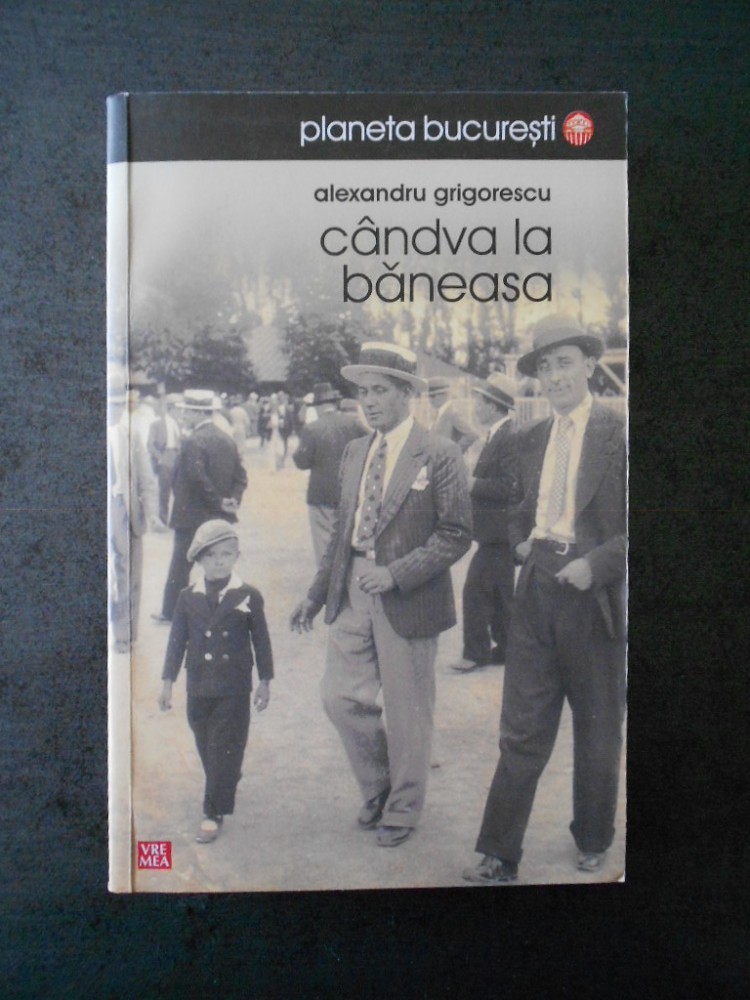 planeta bucurești
alexandru grigorescu
cândva la
băneasa
VRE
MEA